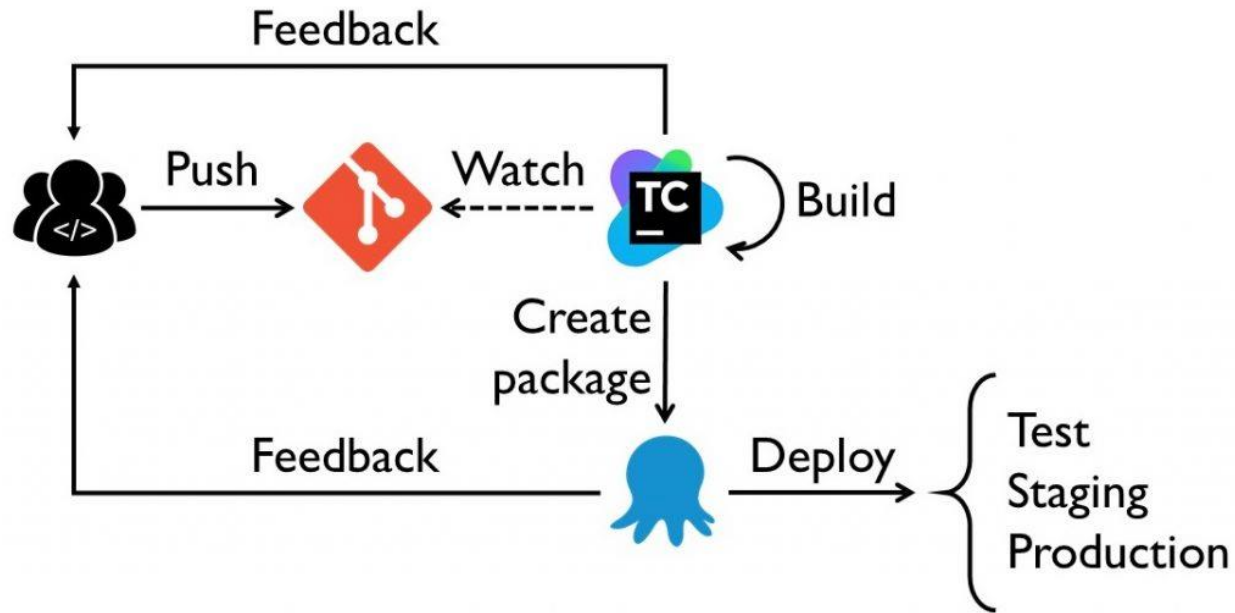 Feedback
Push
Watch
TC
Build
</>
Create
package
Feedback
Deploy
Test
Staging
Production